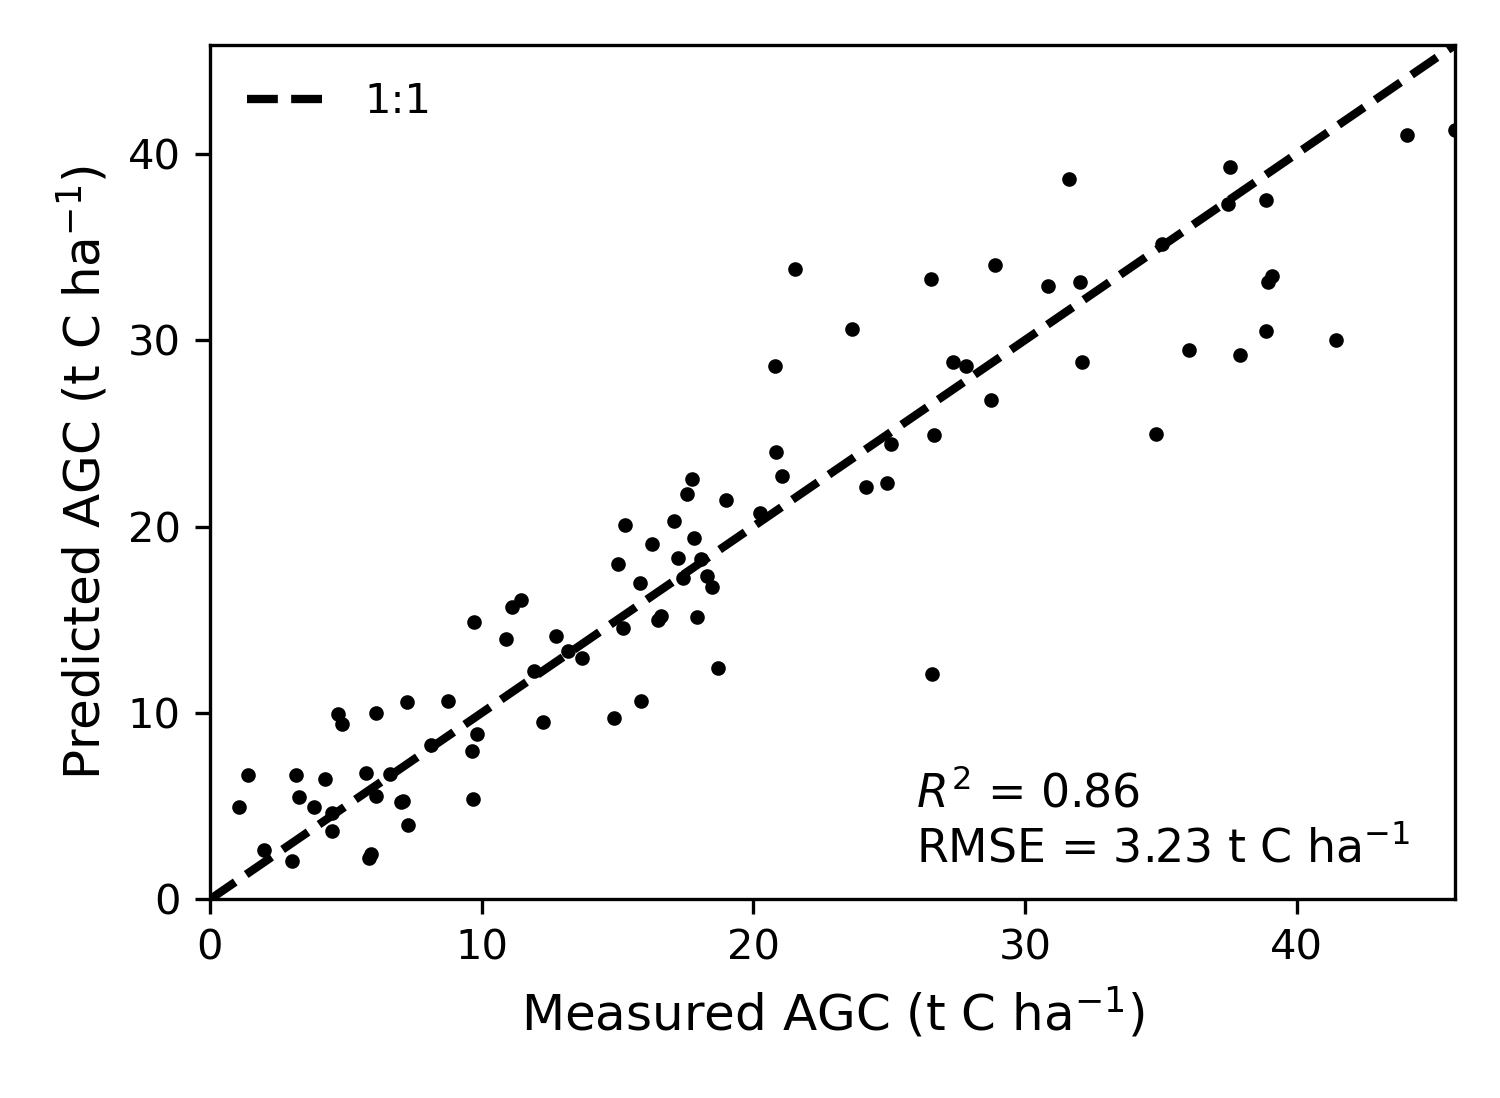 1:1
40
30
20
10
0
0 10 20 30 40
Predicted AGC (t C ha⁻¹)
Measured AGC (t C ha⁻¹)
R² = 0.86
RMSE = 3.23 t C ha⁻¹